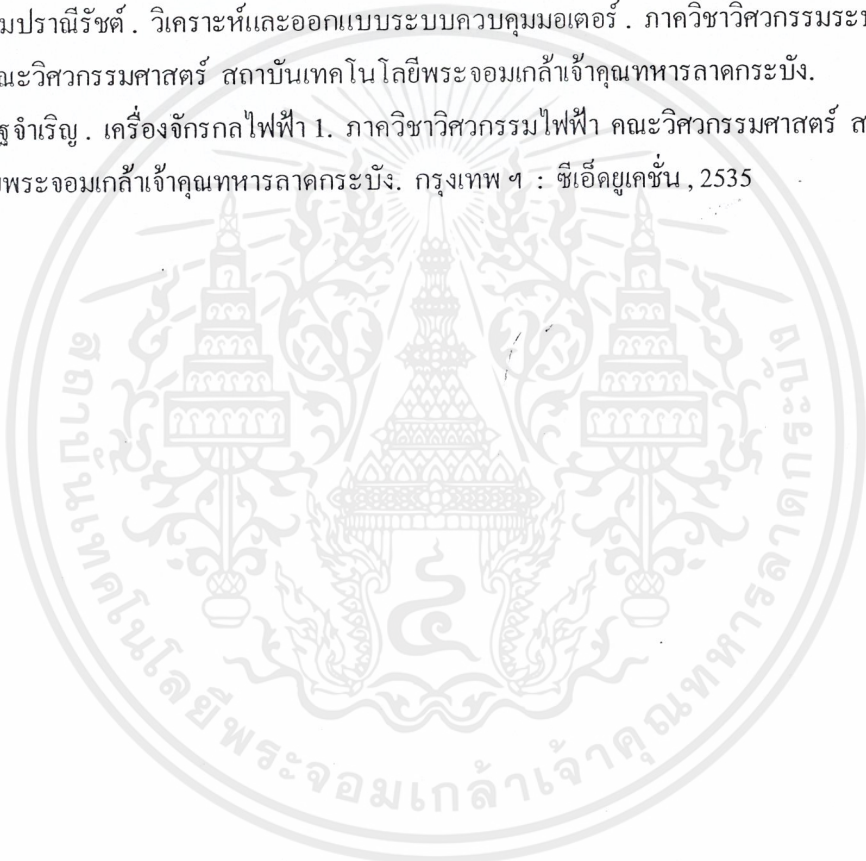 มปราณีรัชต์ . วิเคราะห์และออกแบบระบบควบคุมมอเตอร์ . ภาควิชาวิศวกรรมระบ
ณะวิศวกรรมศาสตร์ สถาบันเทคโนโลยีพระจอมเกล้าเจ้าคุณทหารลาดกระบัง.
ฐจำเริญ . เครื่องจักรกลไฟฟ้า 1. ภาควิชาวิศวกรรมไฟฟ้า คณะวิศวกรรมศาสตร์ ส
พระจอมเกล้าเจ้าคุณทหารลาดกระบัง. กรุงเทพ ฯ : ซีเอ็ดยูเคชั่น , 2535
สถาบันเทคโนโลยีพระจอมเกล้าเจ้าคุณทหารลาดกระบัง